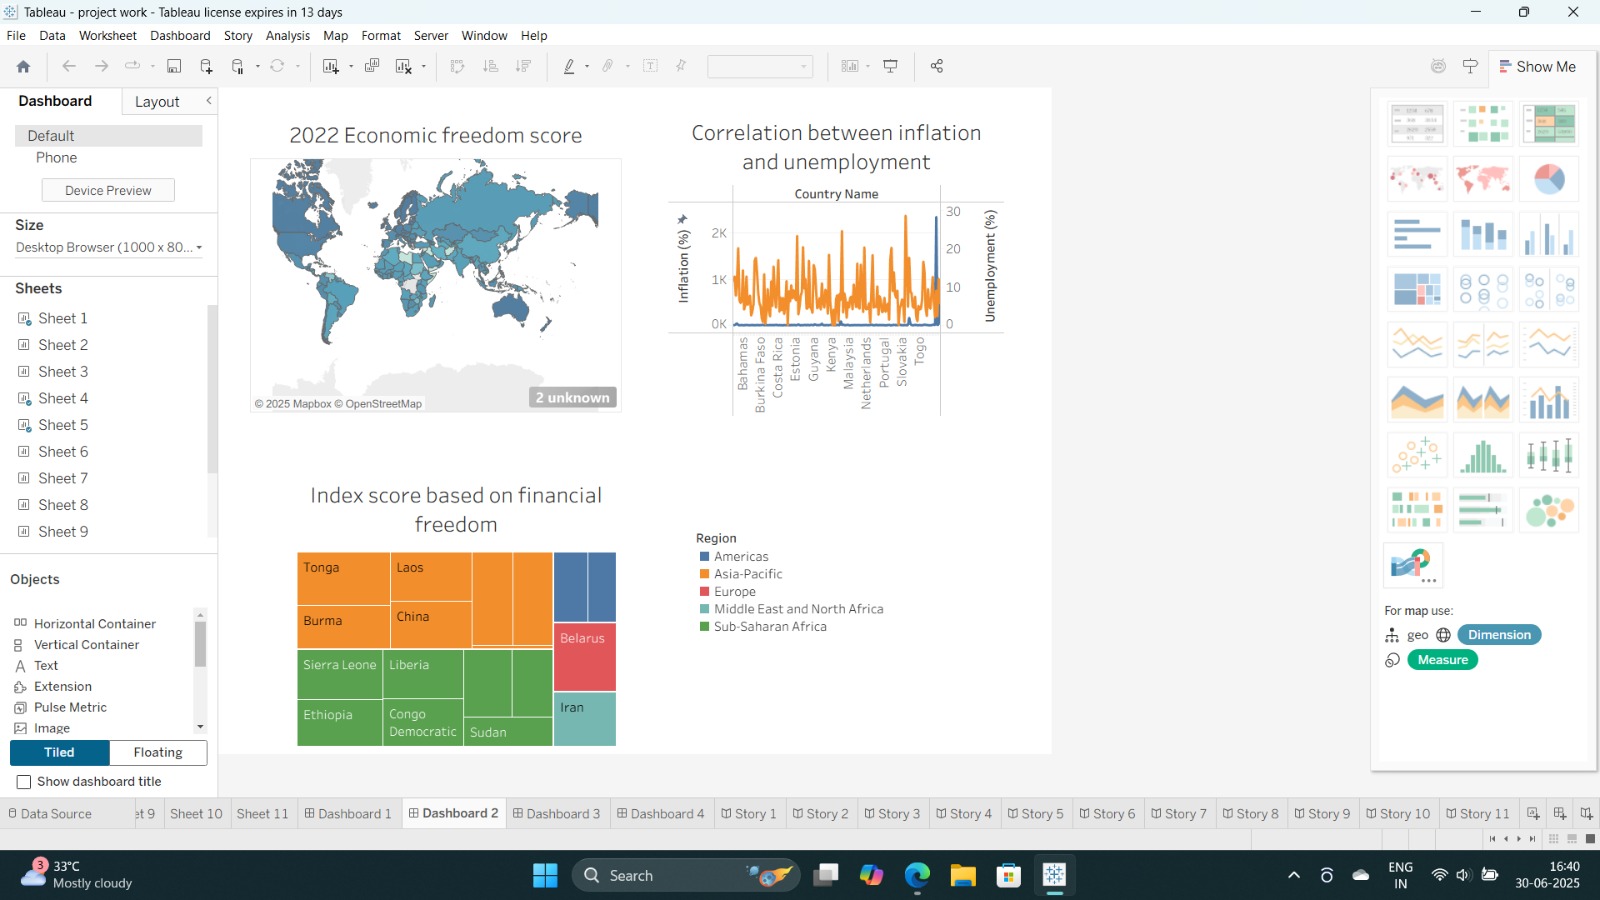 Tableau - project work - Tableau license expires in 13 days
File Data Worksheet Dashboard Story Analysis Map Format Server Window Help
Show Me
Dashboard Layout
Default
Phone
Device Preview
Size
Desktop Browser (1000 x 80...
Sheets
Sheet 1
Sheet 2
Sheet 3
Sheet 4
Sheet 5
Sheet 6
Sheet 7
Sheet 8
Sheet 9
Objects
Horizontal Container
Vertical Container
Text
Extension
Pulse Metric
Image
Tiled Floating
Show dashboard title
2022 Economic freedom score
© 2025 Mapbox © OpenStreetMap
2 unknown
Correlation between inflation
and unemployment
Country Name
Inflation (%)
2K
1K
0K
30
20
10
0
Unemployment (%)
Bahamas
Burkina Faso
Costa Rica
Estonia
Guyana
Kenya
Malaysia
Netherlands
Portugal
Slovakia
Togo
Index score based on financial
freedom
Tonga
Laos
Burma
China
Belarus
Sierra Leone
Liberia
Ethiopia
Congo
Democratic
Sudan
Iran
Region
Americas
Asia-Pacific
Europe
Middle East and North Africa
Sub-Saharan Africa
For map use:
geo Dimension
Measure
Data Source et 9 Sheet 10 Sheet 11 Dashboard 1 Dashboard 2 Dashboard 3 Dashboard 4 Story 1 Story 2 Story 3 Story 4 Story 5 Story 6 Story 7 Story 8 Story 9 Story 10 Story 11
3
33°C
Mostly cloudy
Search
ENG
IN
16:40
30-06-2025